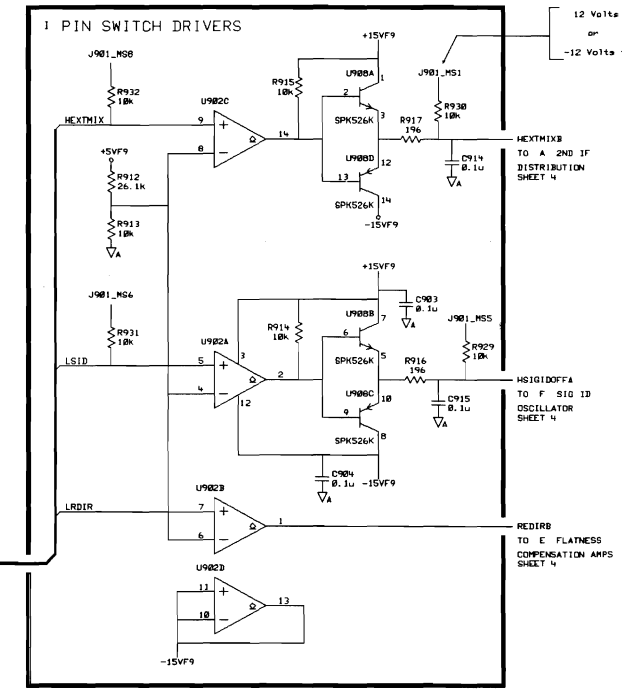 I PIN SWITCH DRIVERS
12 Volts
or
-12 Volts
+15VF9
J901_MS8
U908A
J901_MS1
R932
10k
R915
10k
U902C
1
2
3
SPK526K
R917
196
R930
10k
HEXTMIX
9
+
14
HEXTMIXB
TO A 2ND IF
DISTRIBUTION
SHEET 4
8
-
+5VF9
R912
26.1k
U908D
12
13
SPK526K
14
-15VF9
C914
0.1u
A
R913
10k
A
+15VF9
J901_MS6
U908B
7
C903
0.1u
A
J901_MS5
R931
10k
U902A
R914
10k
6
5
SPK526K
R916
196
R929
10k
LSID
5
+
3
2
HSIGIDOFFA
TO F SIG ID
OSCILLATOR
SHEET 4
4
-
12
U908C
10
9
SPK526K
8
C915
0.1u
A
C904
0.1u
A
-15VF9
U902B
LRDIR
7
+
1
REDIRB
TO E FLATNESS
COMPENSATION AMPS
SHEET 4
6
-
U902D
11
+
13
10
-
-15VF9